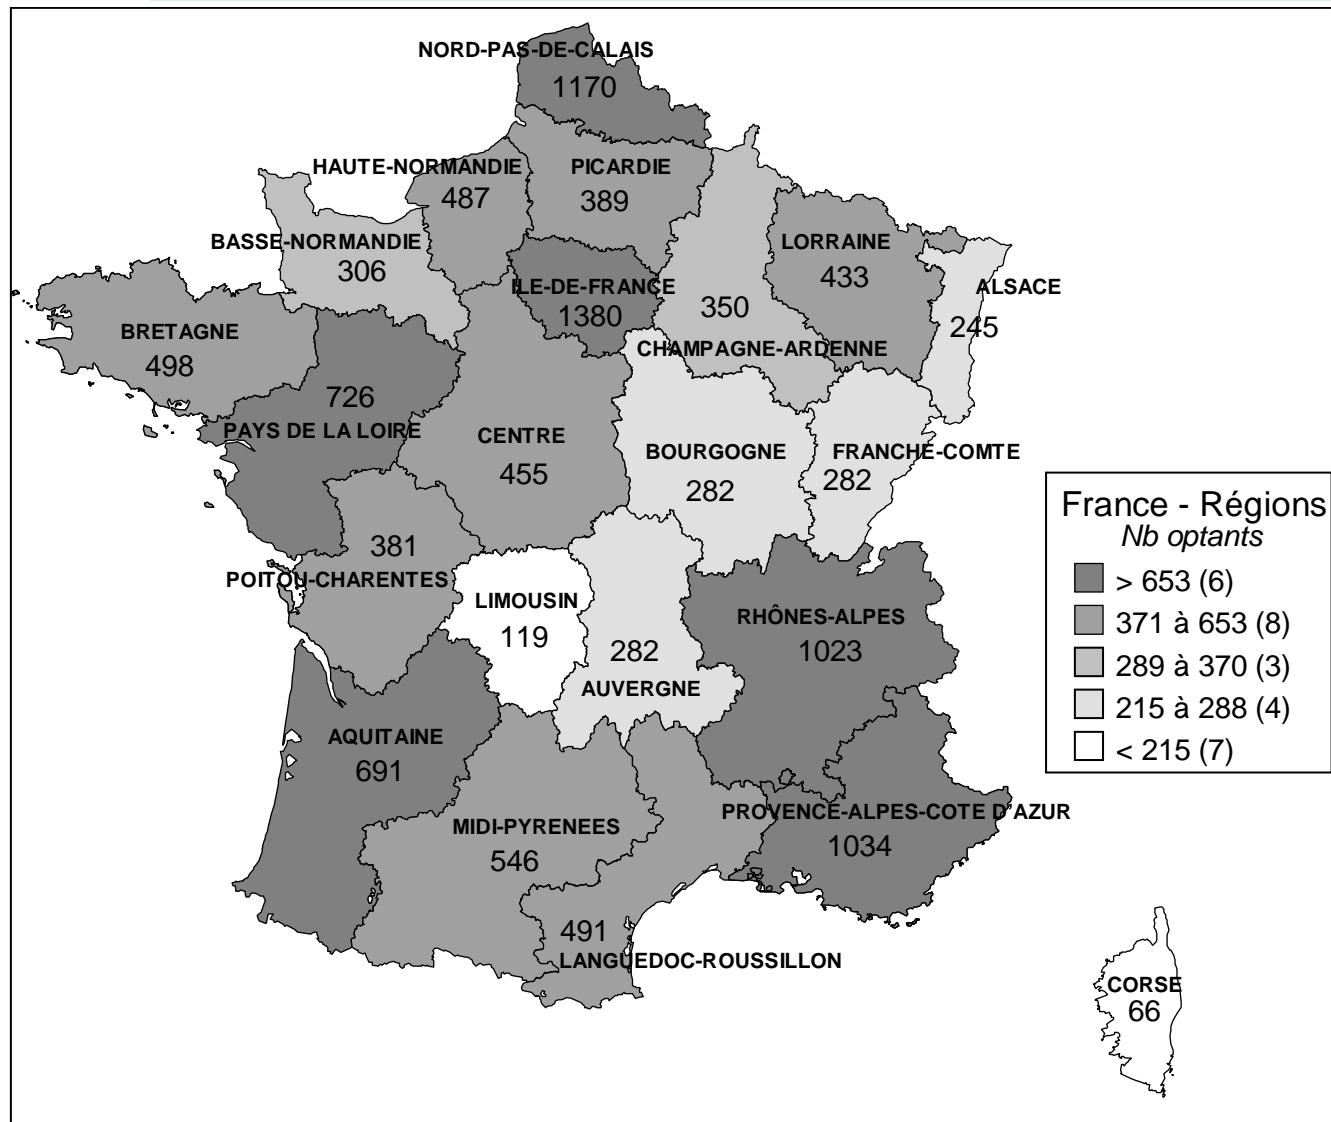 NORD-PAS-DE-CALAIS
1170
HAUTE-NORMANDIE
487
PICARDIE
389
BASSE-NORMANDIE
306
LORRAINE
433
ILE-DE-FRANCE
1380
350
CHAMPAGNE-ARDENNE
ALSACE
245
BRETAGNE
498
726
PAYS DE LA LOIRE
CENTRE
455
BOURGOGNE
282
FRANCHE-COMTE
282
381
POITOU-CHARENTES
LIMOUSIN
119
282
AUVERGNE
RHÔNES-ALPES
1023
AQUITAINE
691
MIDI-PYRENEES
546
PROVENCE-ALPES-COTE D'AZUR
1034
491
LANGUEDOC-ROUSSILLON
CORSE
66
France - Régions
Nb optants
> 653 (6)
371 à 653 (8)
289 à 370 (3)
215 à 288 (4)
< 215 (7)